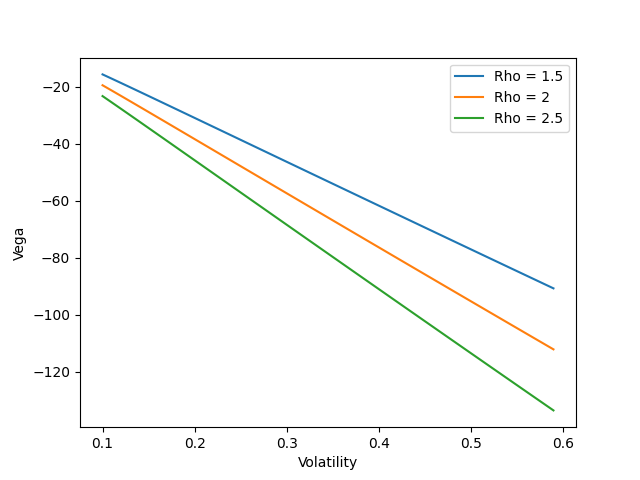 Rho = 1.5
Rho = 2
Rho = 2.5
−20
−40
−60
−80
−100
−120
Vega
0.1 0.2 0.3 0.4 0.5 0.6
Volatility